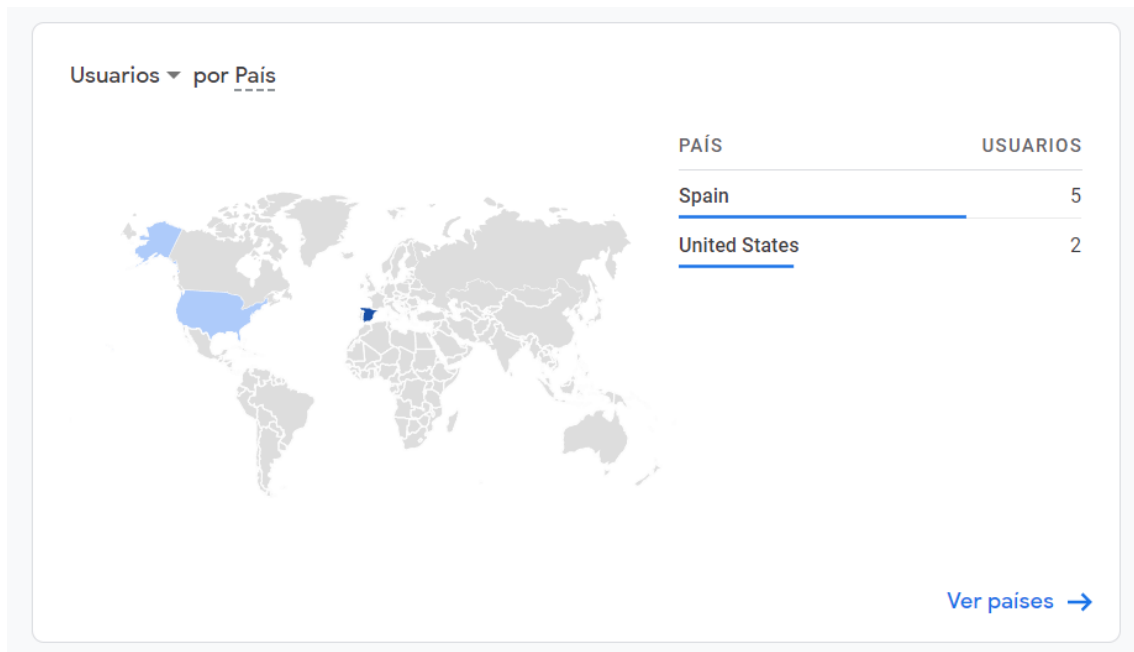 Usuarios por País
PAÍS USUARIOS
Spain 5
United States 2
Ver países